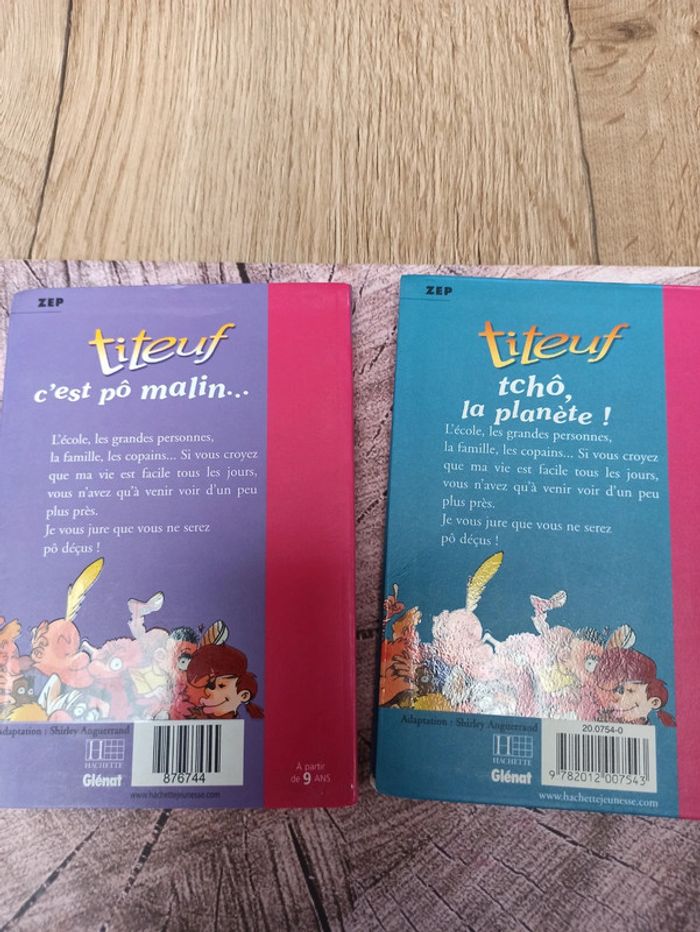 ZEP
titeuf
c'est pô malin...
L'école, les grandes personnes,
la famille, les copains... Si vous croyez
que ma vie est facile tous les jours,
vous n'avez qu'à venir voir d'un peu
plus près.
Je vous jure que vous ne serez
pô déçus !
Adaptation : Shirley Anguerrand
HACHETTE
Glénat
876744
À partir
de 9 ANS
www.hachettejeunesse.com
ZEP
titeuf
tchô,
la planète !
L'école, les grandes personnes,
la famille, les copains... Si vous croyez
que ma vie est facile tous les jours,
vous n'avez qu'à venir voir d'un peu
plus près.
Je vous jure que vous ne serez
pô déçus !
Adaptation : Shirley Anguerrand
HACHETTE
Glénat
20.0754-0
9 782012 007543
www.hachettejeunesse.com